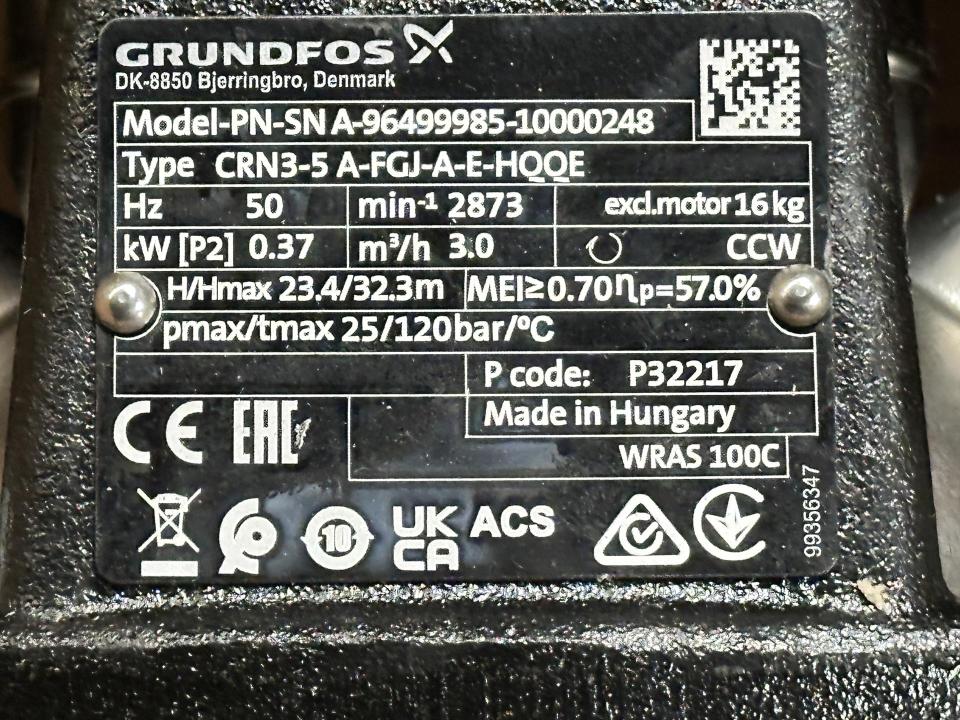 GRUNDFOS
DK-8850 Bjerringbro, Denmark
Model-PN-SN A-96499985-10000248
Type CRN3-5 A-FGJ-A-E-HQQE
Hz 50 min⁻¹ 2873 excl.motor 16 kg
kW [P2] 0.37 m³/h 3.0 CCW
H/Hmax 23.4/32.3m MEI≥0.70 ηp=57.0%
pmax/tmax 25/120 bar/°C
P code: P32217
Made in Hungary
WRAS 100C
CE EAC
10 UK CA ACS
99356347